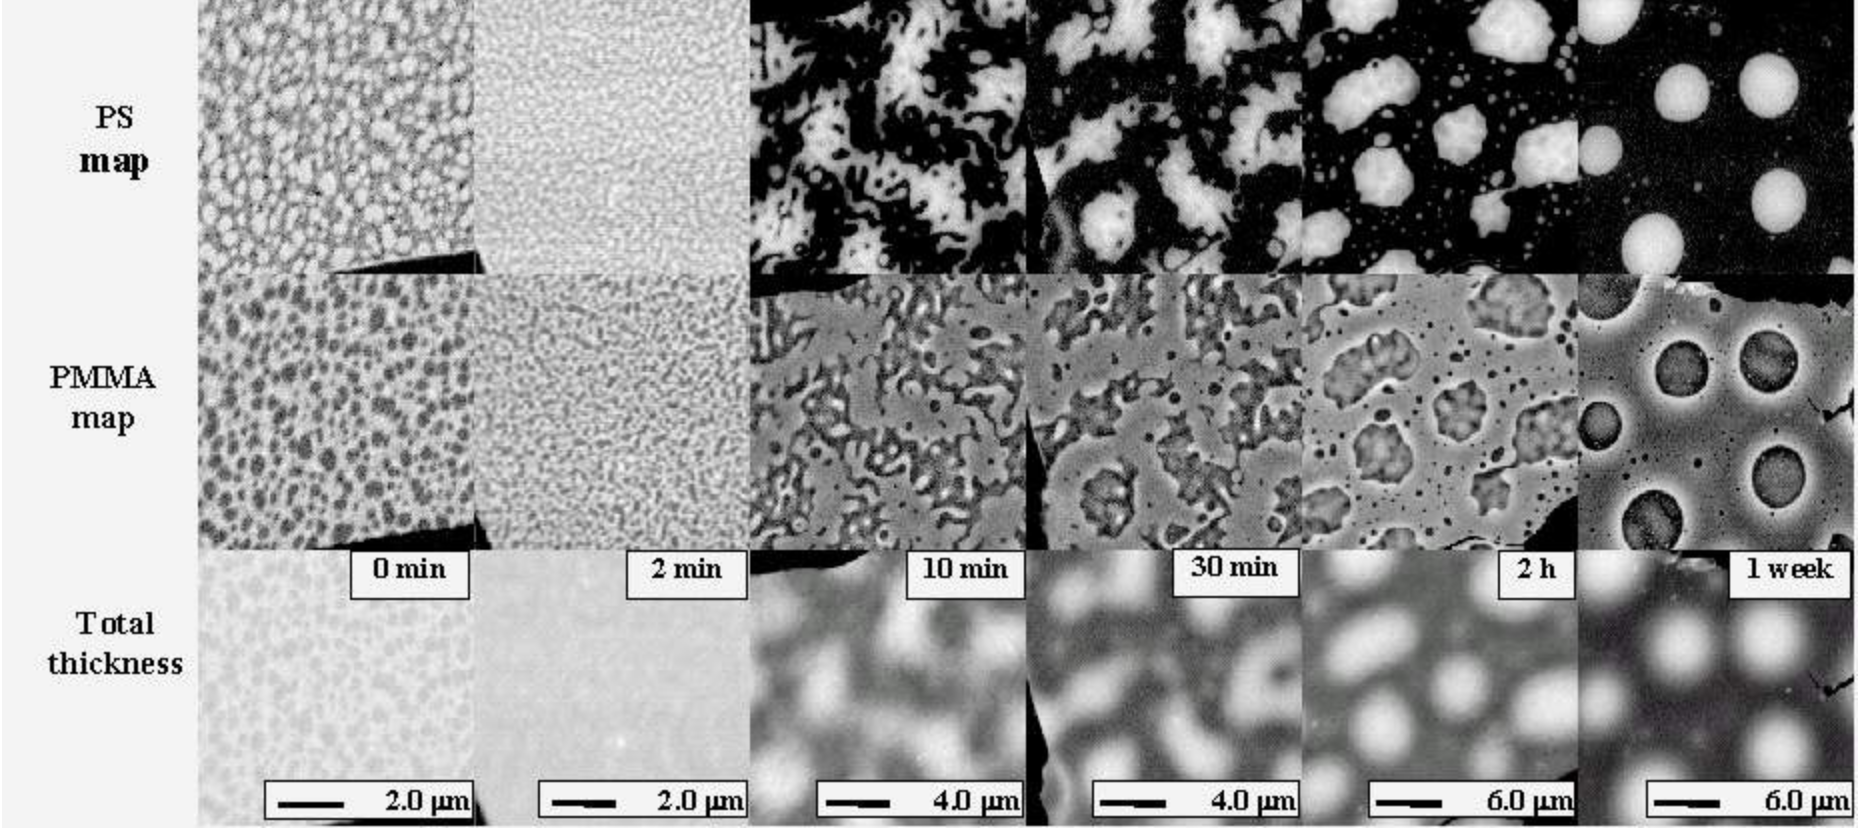 PS
map
PMMA
map
0 min
2 min
10 min
30 min
2 h
1 week
Total
thickness
2.0 µm
2.0 µm
4.0 µm
4.0 µm
6.0 µm
6.0 µm